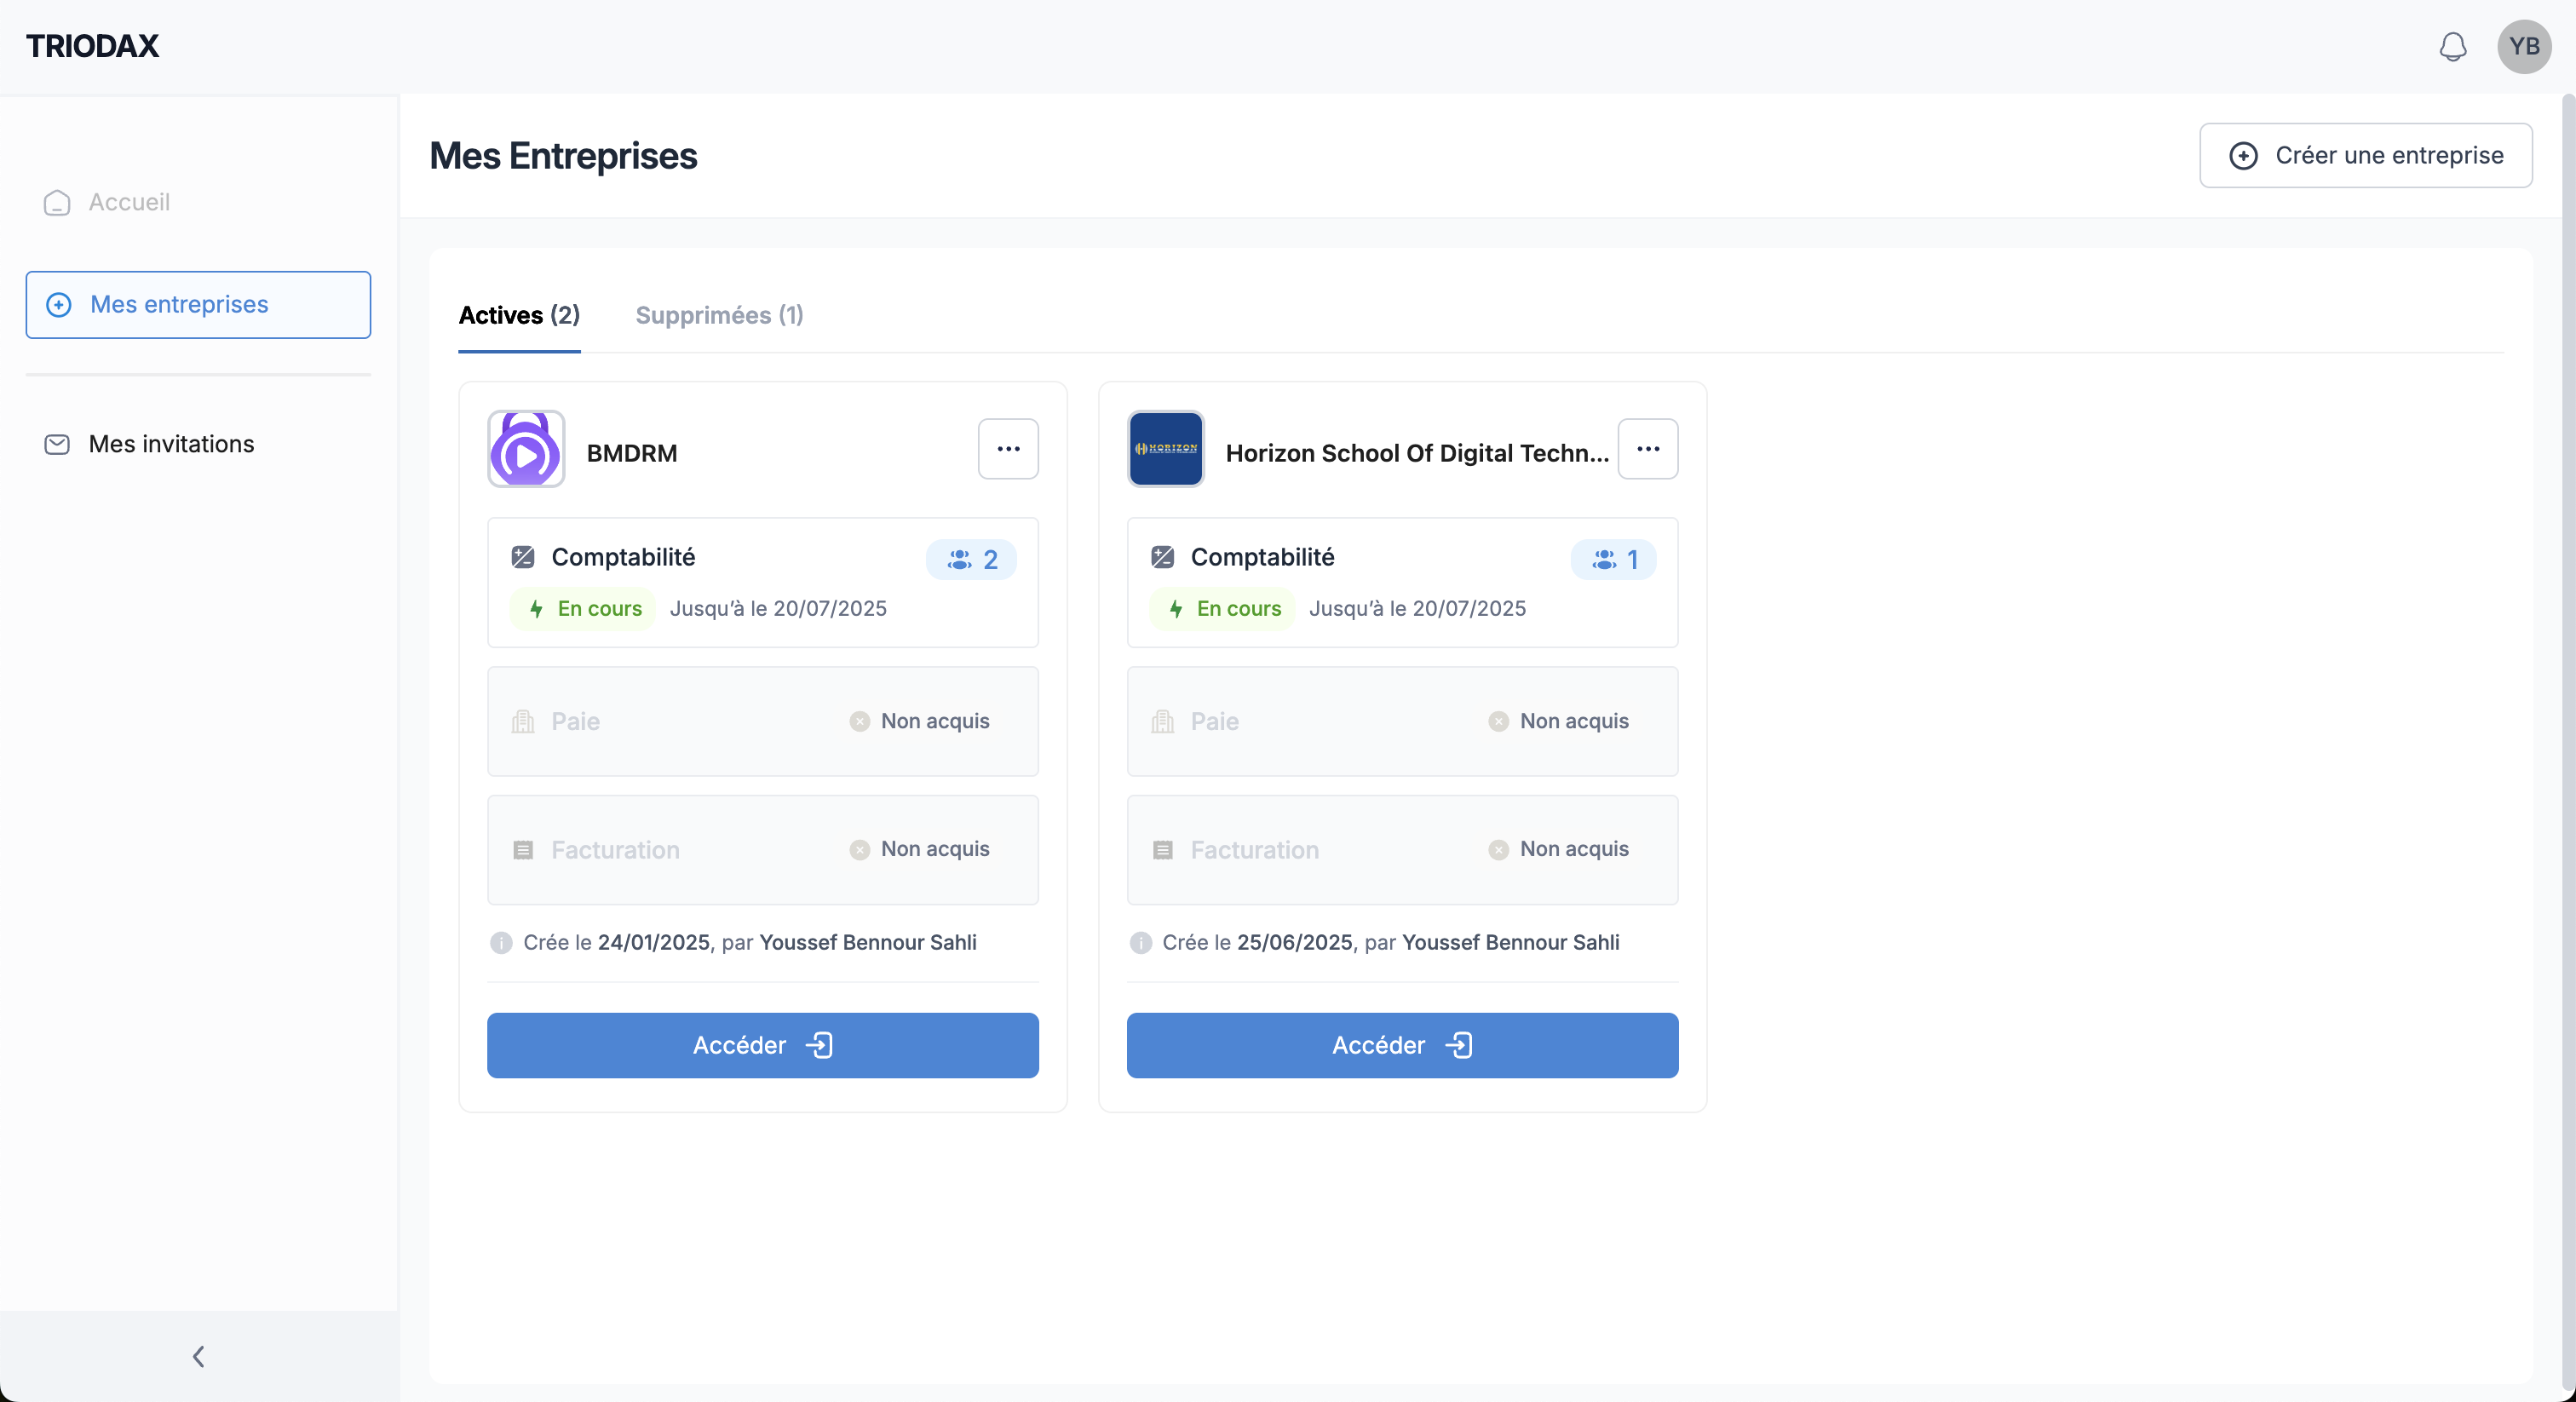 TRIODAX
YB
Accueil
Mes entreprises
Mes invitations
Mes Entreprises
Créer une entreprise
Actives (2)
Supprimées (1)
BMDRM
Comptabilité
2
En cours
Jusqu'à le 20/07/2025
Paie
Non acquis
Facturation
Non acquis
Crée le 24/01/2025, par Youssef Bennour Sahli
Accéder
HORIZON
Horizon School Of Digital Techn...
Comptabilité
1
En cours
Jusqu'à le 20/07/2025
Paie
Non acquis
Facturation
Non acquis
Crée le 25/06/2025, par Youssef Bennour Sahli
Accéder